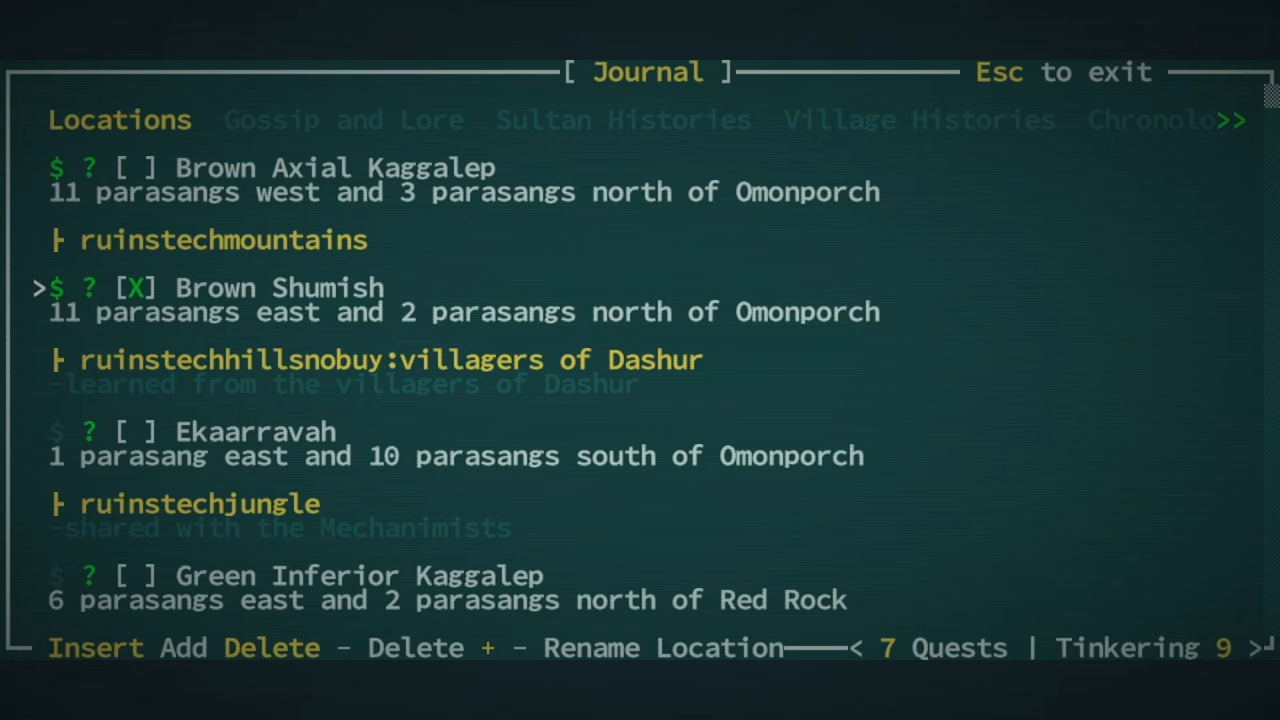 [ Journal ] Esc to exit
Locations Gossip and Lore Sultan Histories Village Histories Chronolo>>
$ ? [ ] Brown Axial Kaggalep
11 parasangs west and 3 parasangs north of Omonporch
├ ruinstechmountains
>$ ? [X] Brown Shumish
11 parasangs east and 2 parasangs north of Omonporch
├ ruinstechhillsnobuy:villagers of Dashur
-learned from the villagers of Dashur
$ ? [ ] Ekaarravah
1 parasang east and 10 parasangs south of Omonporch
├ ruinstechjungle
-shared with the Mechanimists
$ ? [ ] Green Inferior Kaggalep
6 parasangs east and 2 parasangs north of Red Rock
Insert Add Delete - Delete + - Rename Location < 7 Quests | Tinkering 9 >